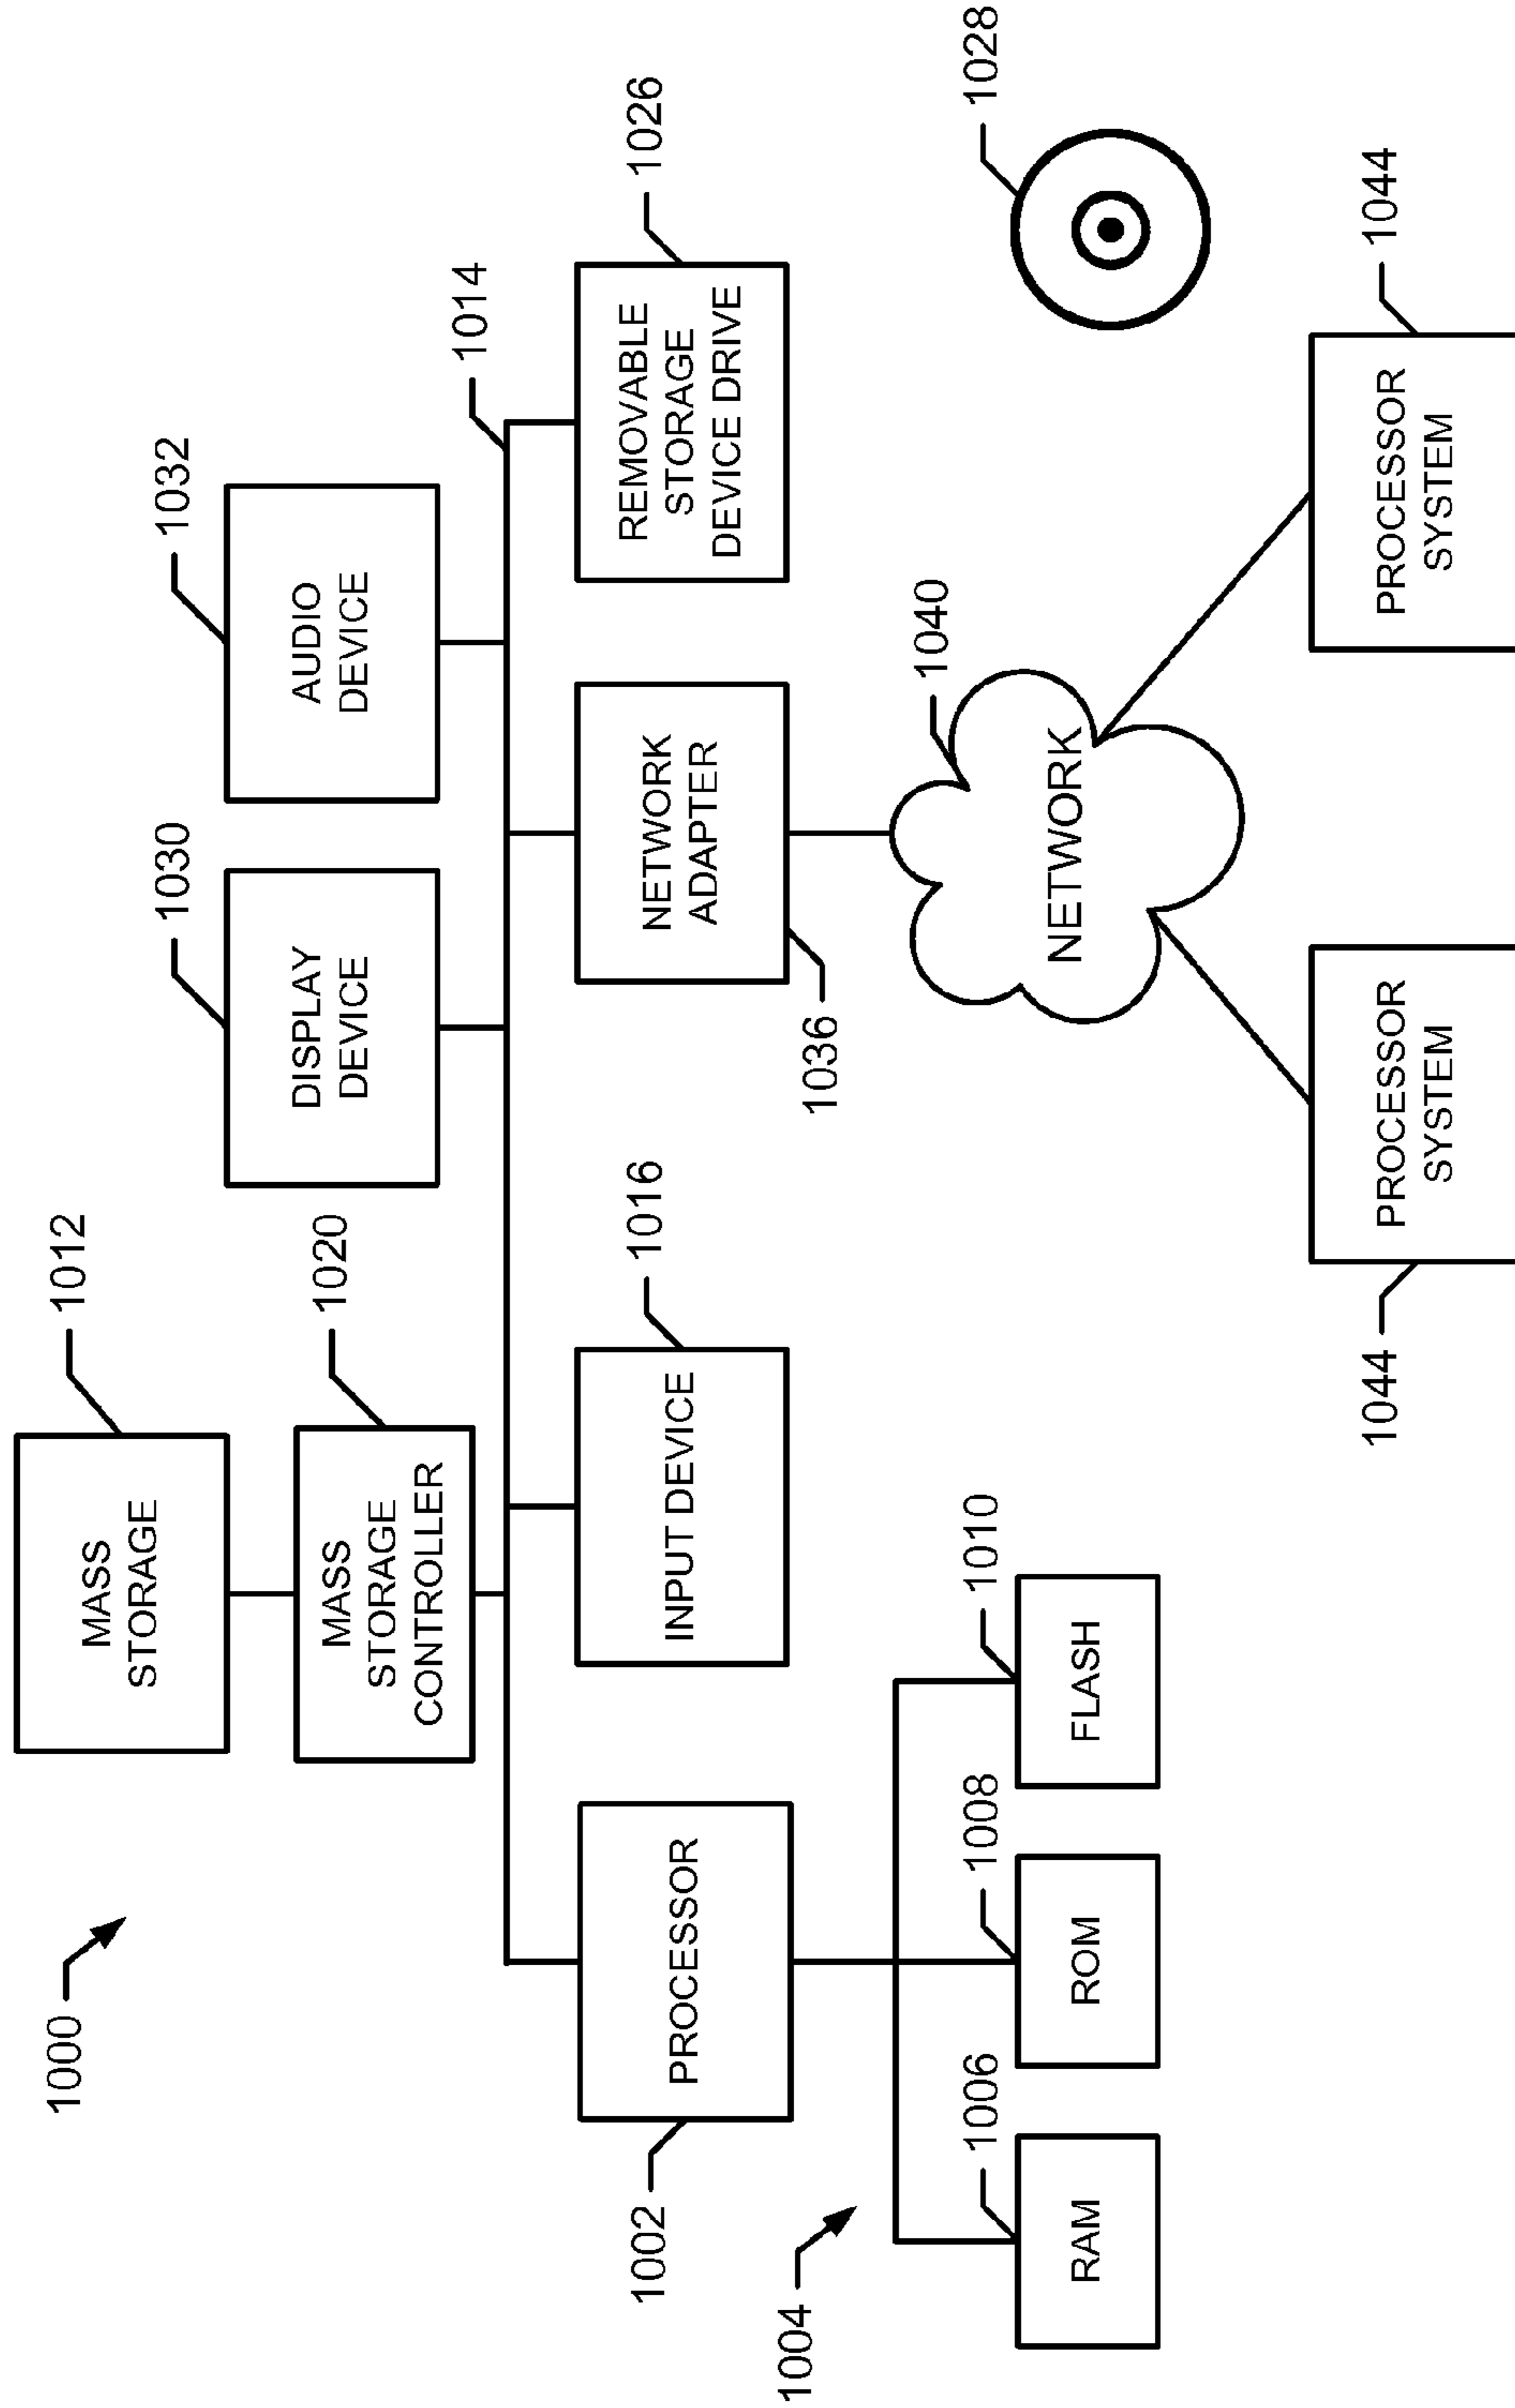 1000
MASS
STORAGE
1012
MASS
STORAGE
CONTROLLER
1020
DISPLAY
DEVICE
1030
AUDIO
DEVICE
1032
1014
1002
PROCESSOR
INPUT DEVICE
1016
NETWORK
ADAPTER
1036
REMOVABLE
STORAGE
DEVICE DRIVE
1026
1004
RAM
1006
ROM
1008
FLASH
1010
NETWORK
1040
1028
1044
PROCESSOR
SYSTEM
PROCESSOR
SYSTEM
1044